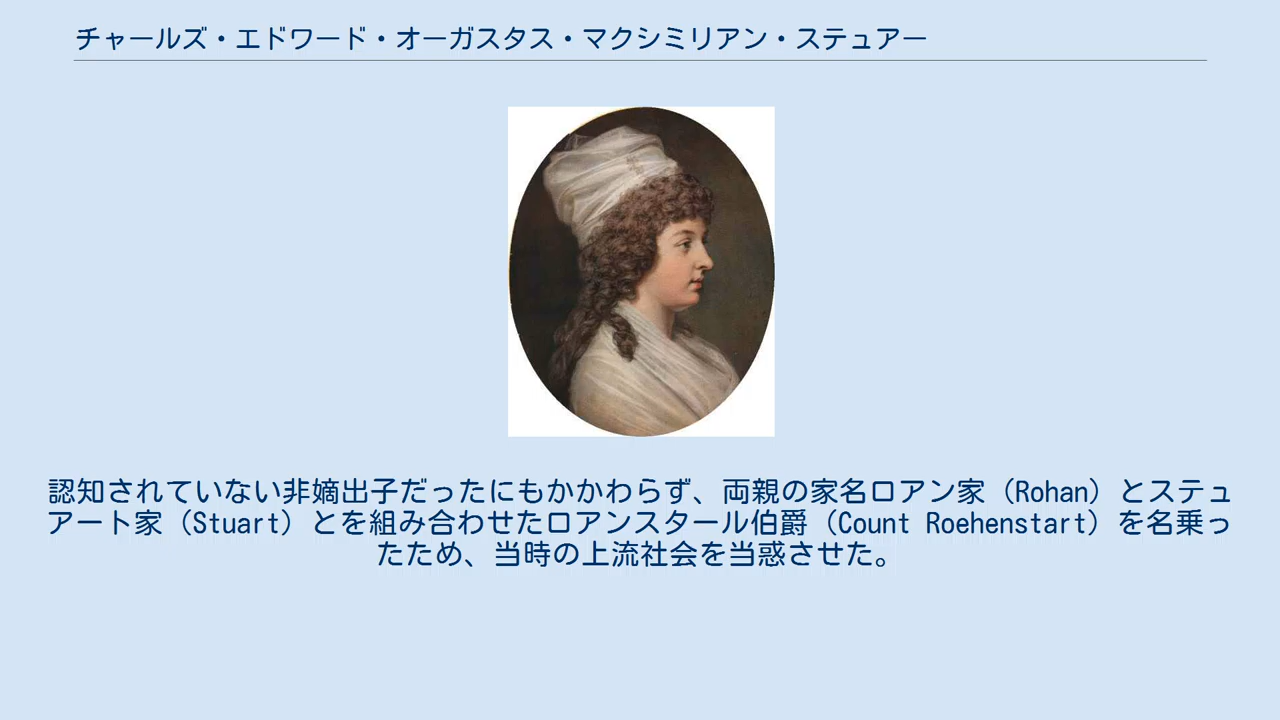 チャールズ・エドワード・オーガスタス・マクシミリアン・ステュアー
認知されていない非嫡出子だったにもかかわらず、両親の家名ロアン家（Rohan）とステュ
アート家（Stuart）とを組み合わせたロアンスタール伯爵（Count Roehenstart）を名乗っ
たため、当時の上流社会を当惑させた。